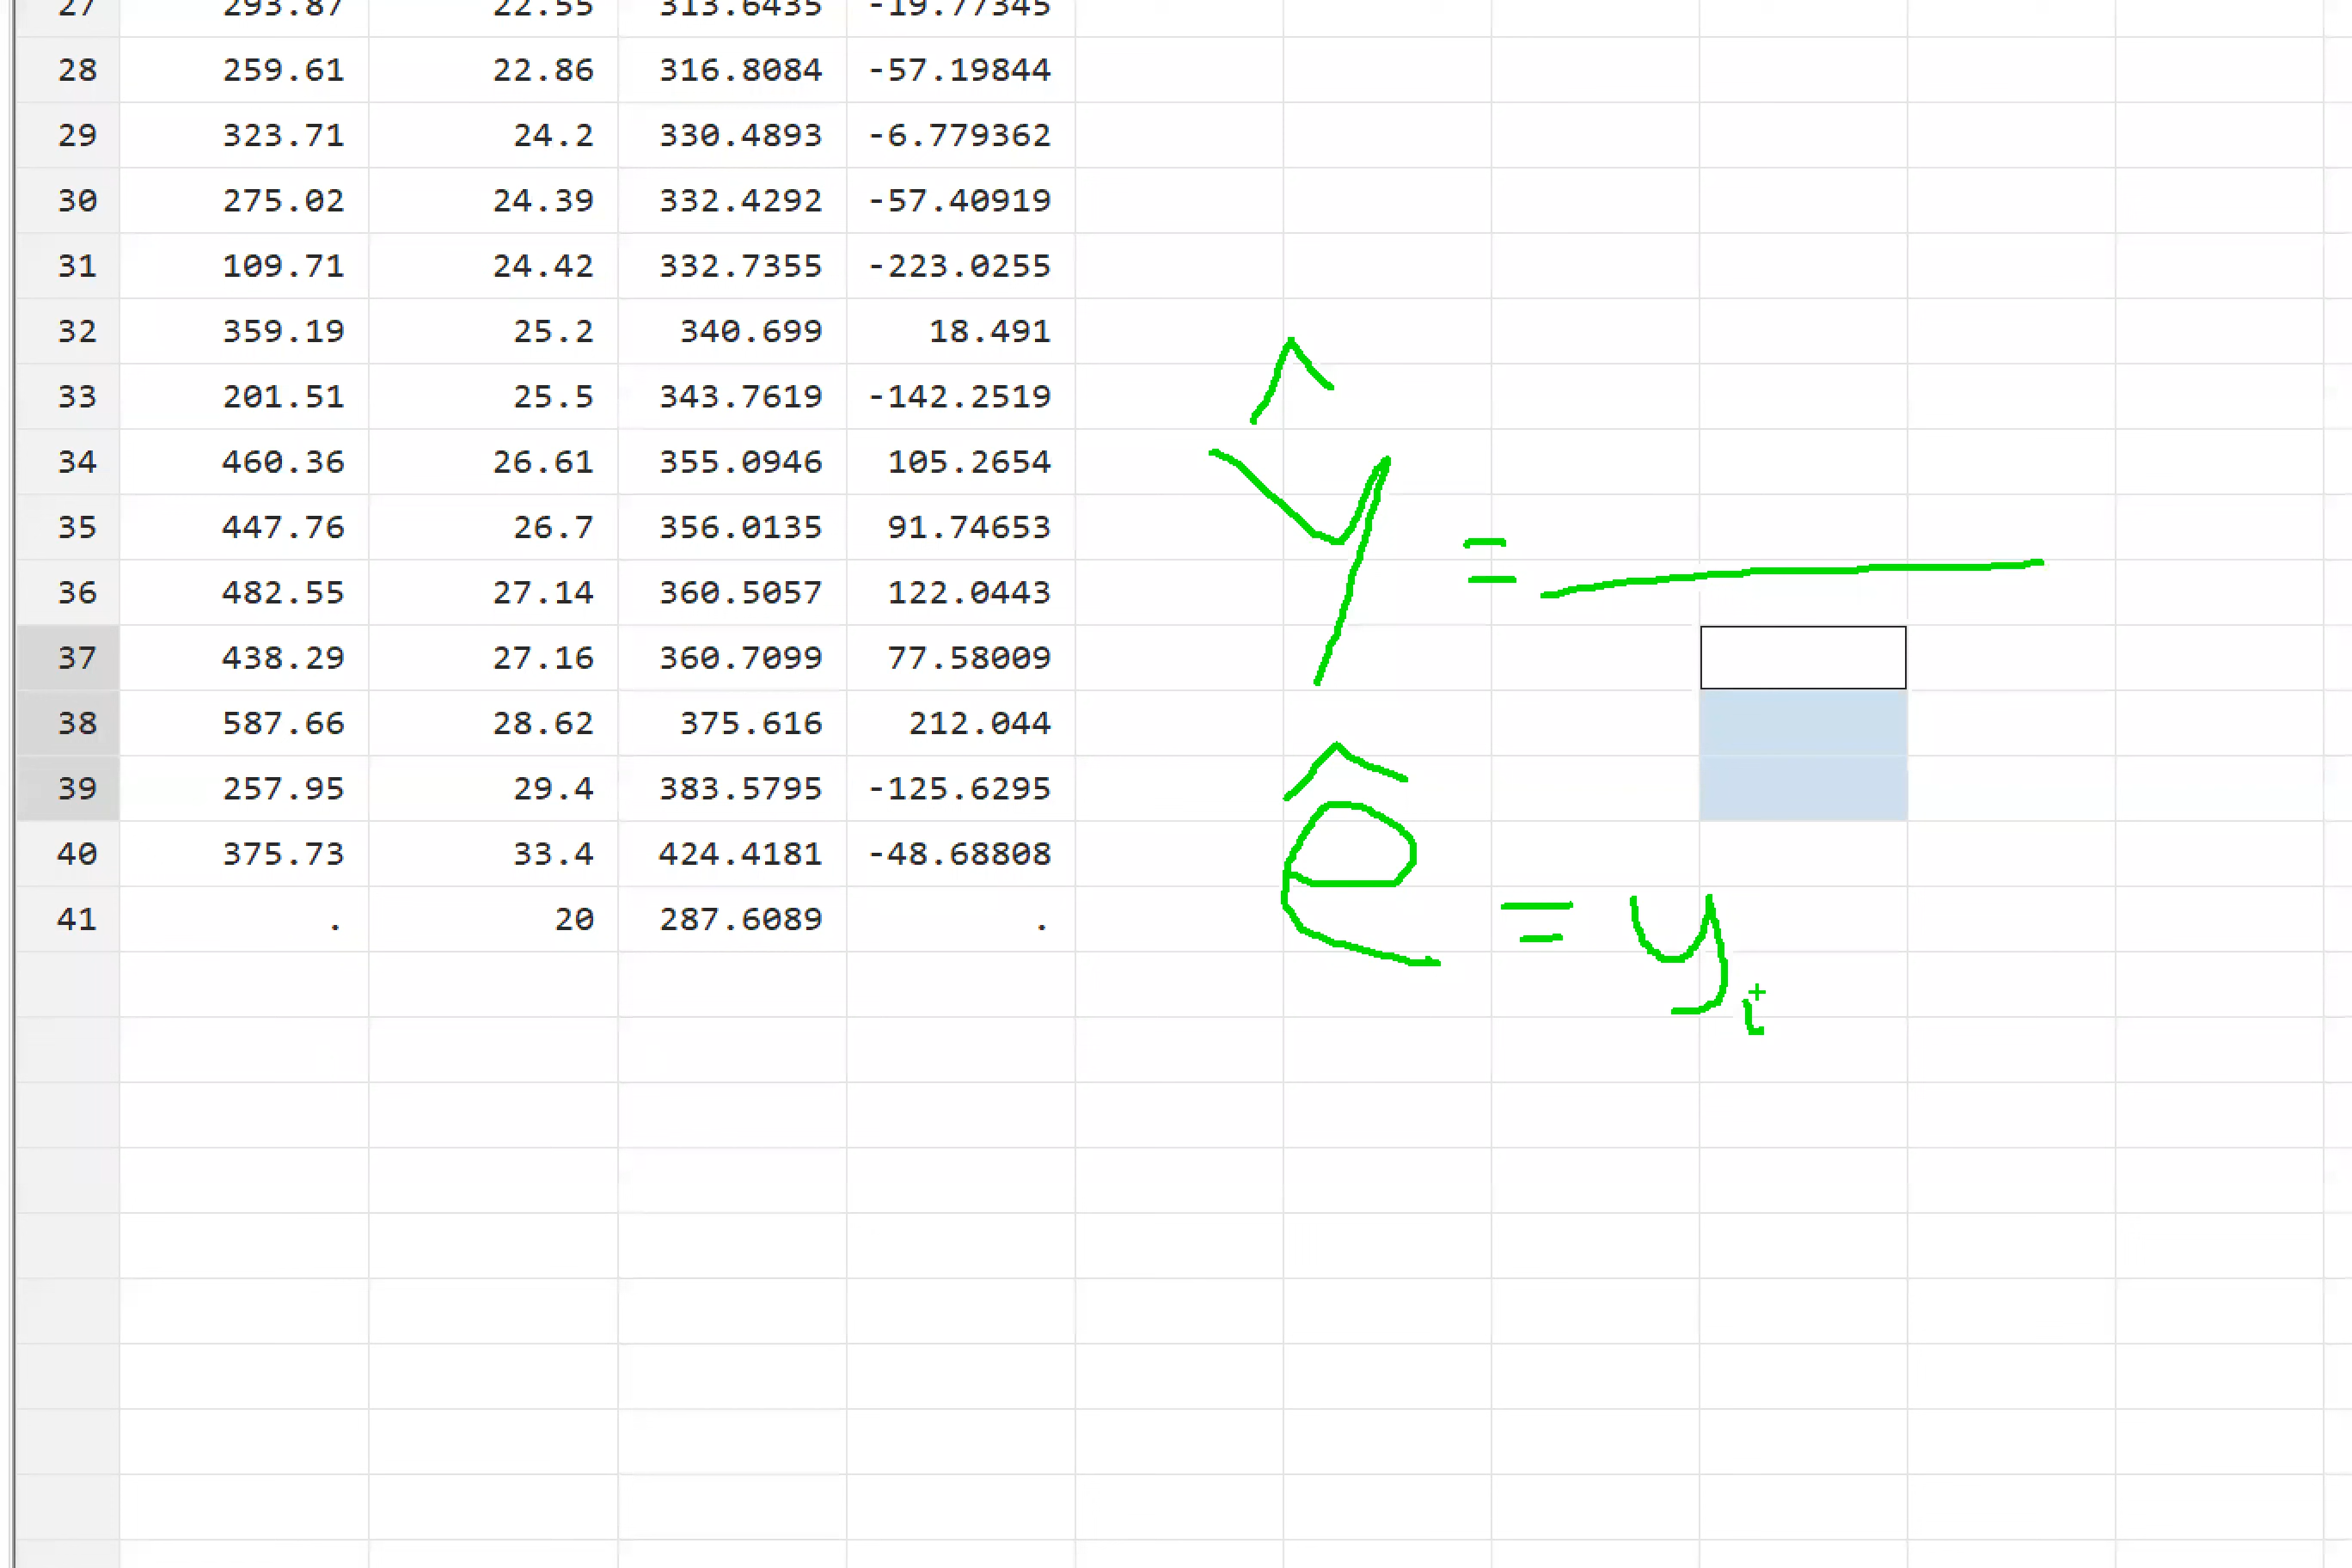 27 293.87 22.55 313.6435 -19.77345
28 259.61 22.86 316.8084 -57.19844
29 323.71 24.2 330.4893 -6.779362
30 275.02 24.39 332.4292 -57.40919
31 109.71 24.42 332.7355 -223.0255
32 359.19 25.2 340.699 18.491
33 201.51 25.5 343.7619 -142.2519
34 460.36 26.61 355.0946 105.2654
35 447.76 26.7 356.0135 91.74653
36 482.55 27.14 360.5057 122.0443
37 438.29 27.16 360.7099 77.58009
38 587.66 28.62 375.616 212.044
39 257.95 29.4 383.5795 -125.6295
40 375.73 33.4 424.4181 -48.68808
41 . 20 287.6089 .
ŷ =
ê = yᵢ